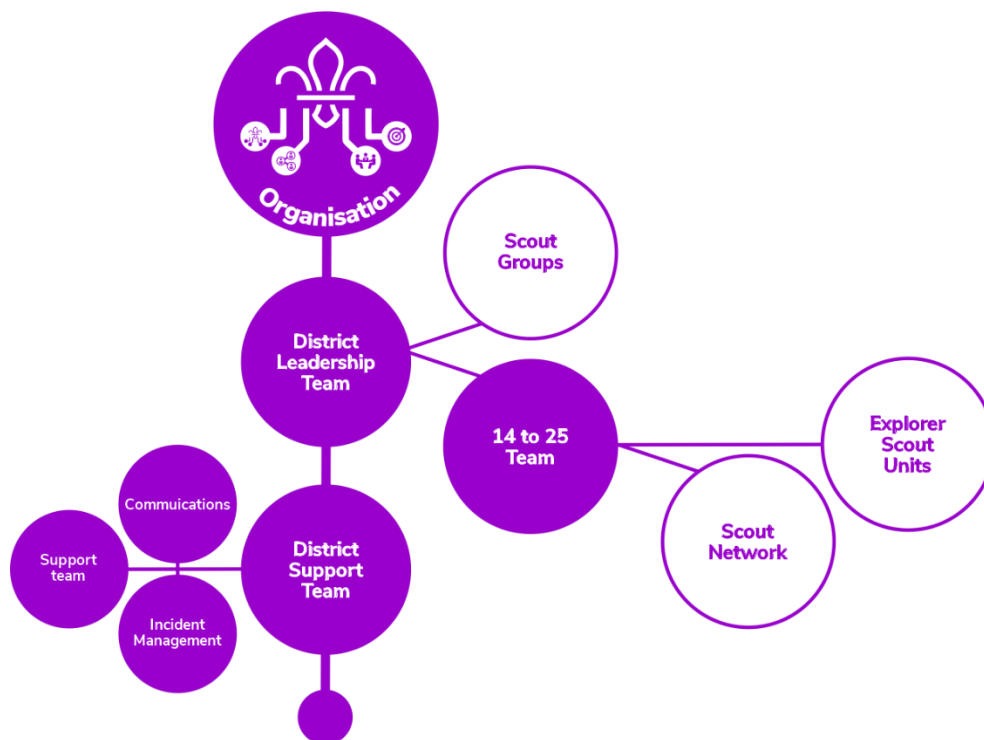 Organisation
Scout
Groups
District
Leadership
Team
14 to 25
Team
Explorer
Scout
Units
Commuications
Scout
Network
Support
team
District
Support
Team
Incident
Management